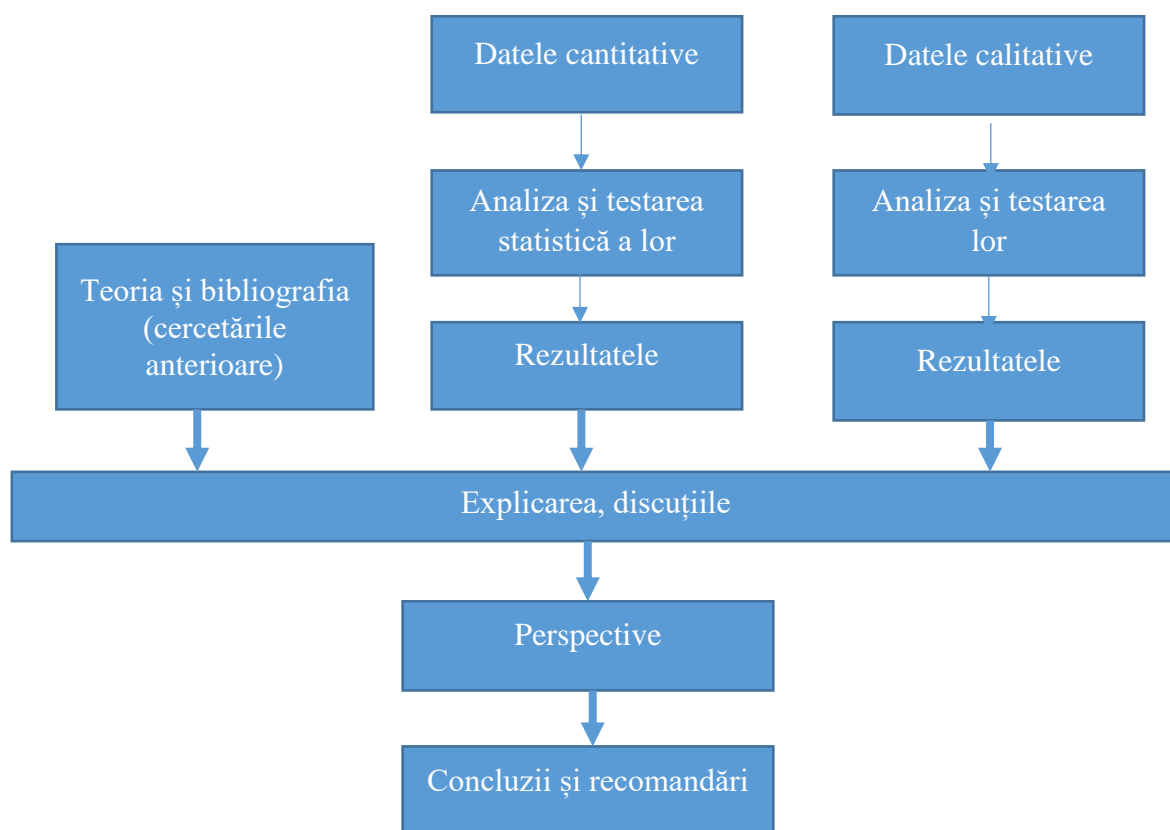 Datele cantitative
Datele calitative
Analiza și testarea
statistică a lor
Analiza și testarea
lor
Teoria și bibliografia
(cercetările
anterioare)
Rezultatele
Rezultatele
Explicarea, discuțiile
Perspective
Concluzii și recomandări